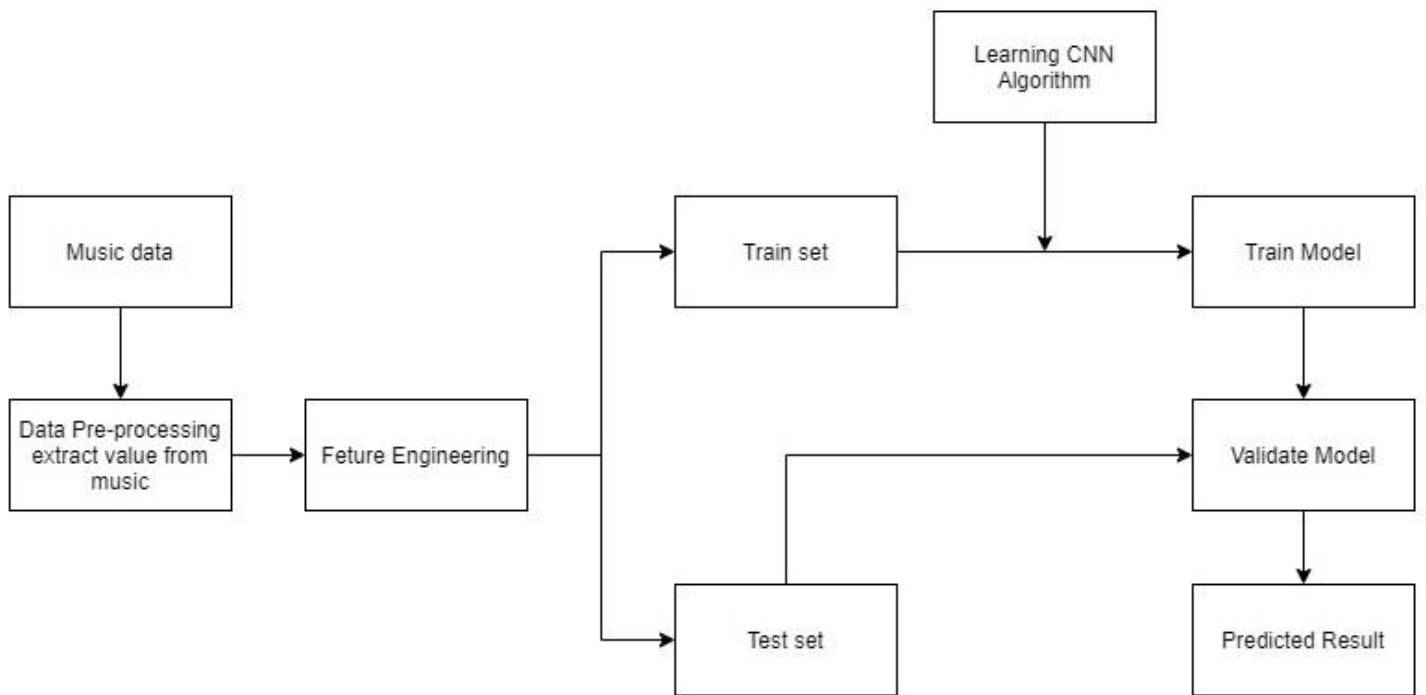 Learning CNN
Algorithm
Music data
Train set
Train Model
Data Pre-processing
extract value from
music
Feture Engineering
Validate Model
Test set
Predicted Result